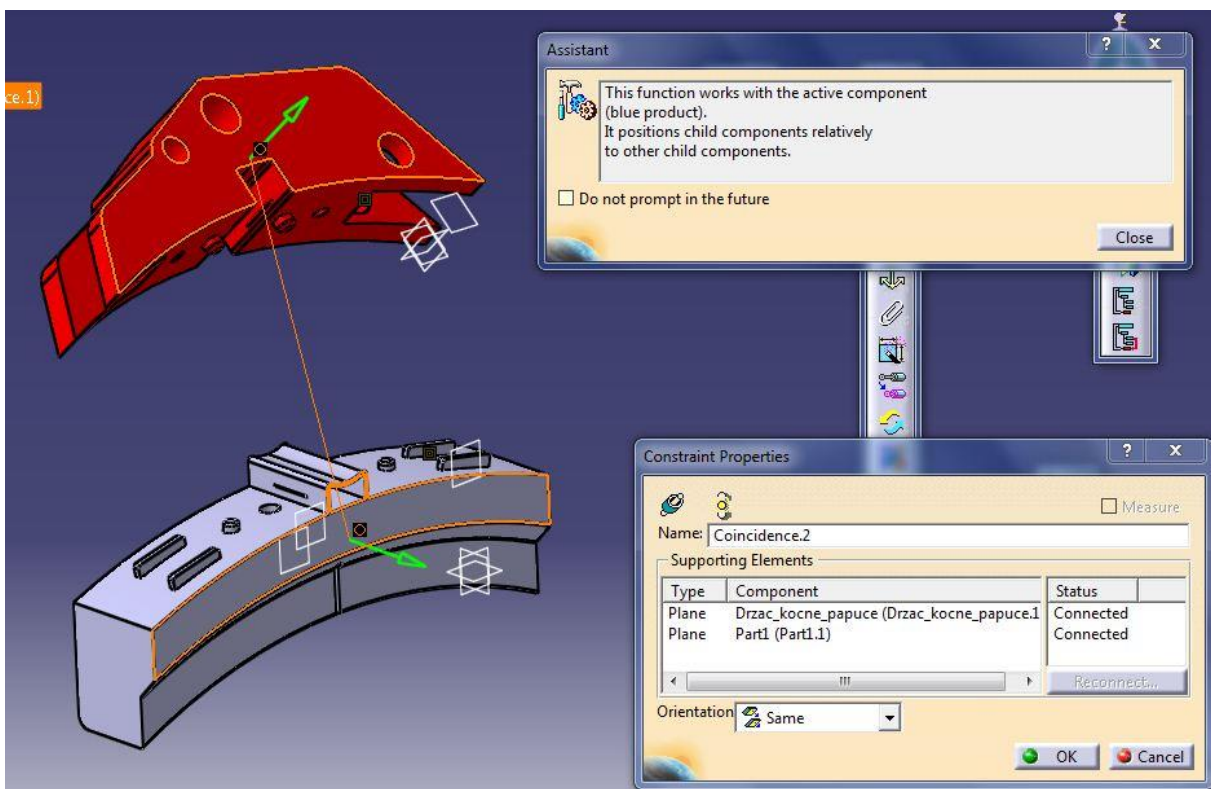 ce.1)
Assistant
This function works with the active component
(blue product).
It positions child components relatively
to other child components.
Do not prompt in the future
Close
Constraint Properties
Measure
Name: Coincidence.2
Supporting Elements
Type Component Status
Plane Drzac_kocne_papuce (Drzac_kocne_papuce.1 Connected
Plane Part1 (Part1.1) Connected
Reconnect...
Orientation Same
OK Cancel